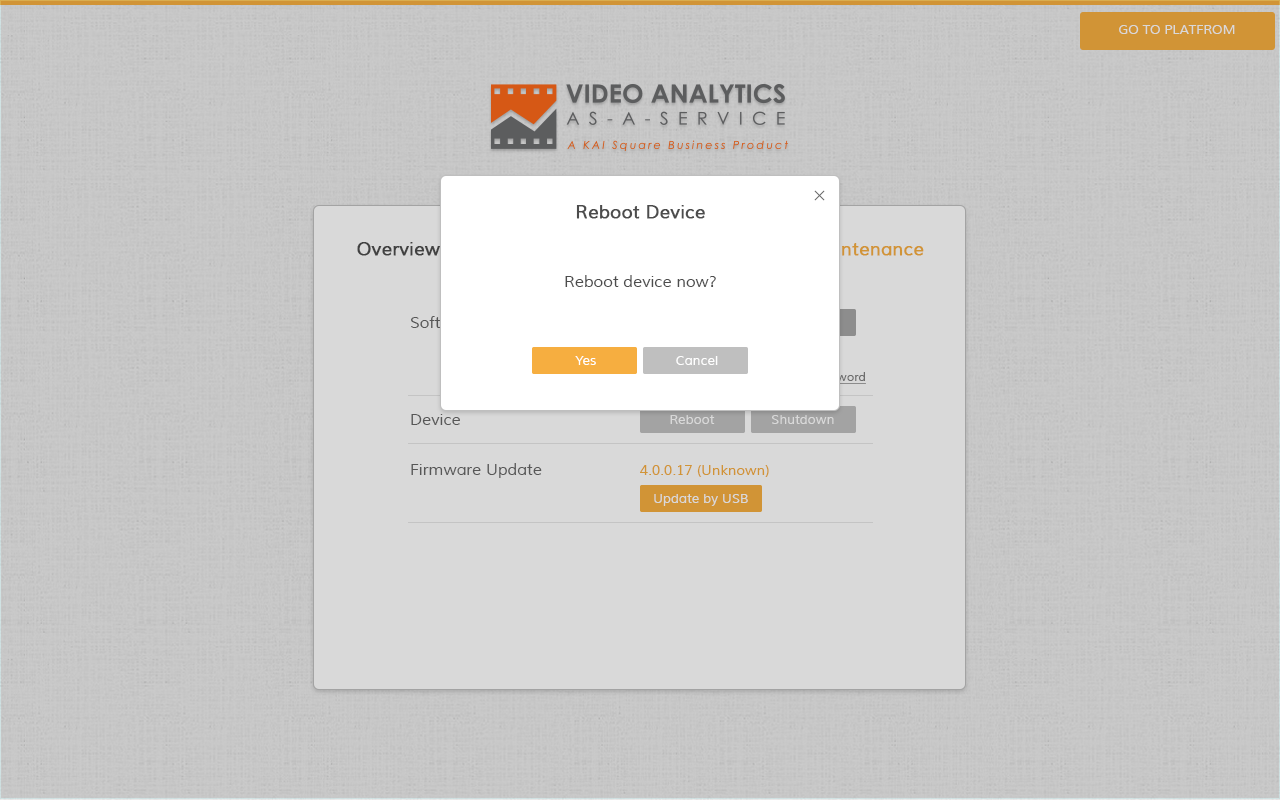 GO TO PLATFROM
VIDEO ANALYTICS
AS-A-SERVICE
A KAI Square Business Product
Reboot Device
Overview
ntenance
Reboot device now?
Soft
Yes Cancel
word
Device Reboot Shutdown
Firmware Update 4.0.0.17 (Unknown)
Update by USB